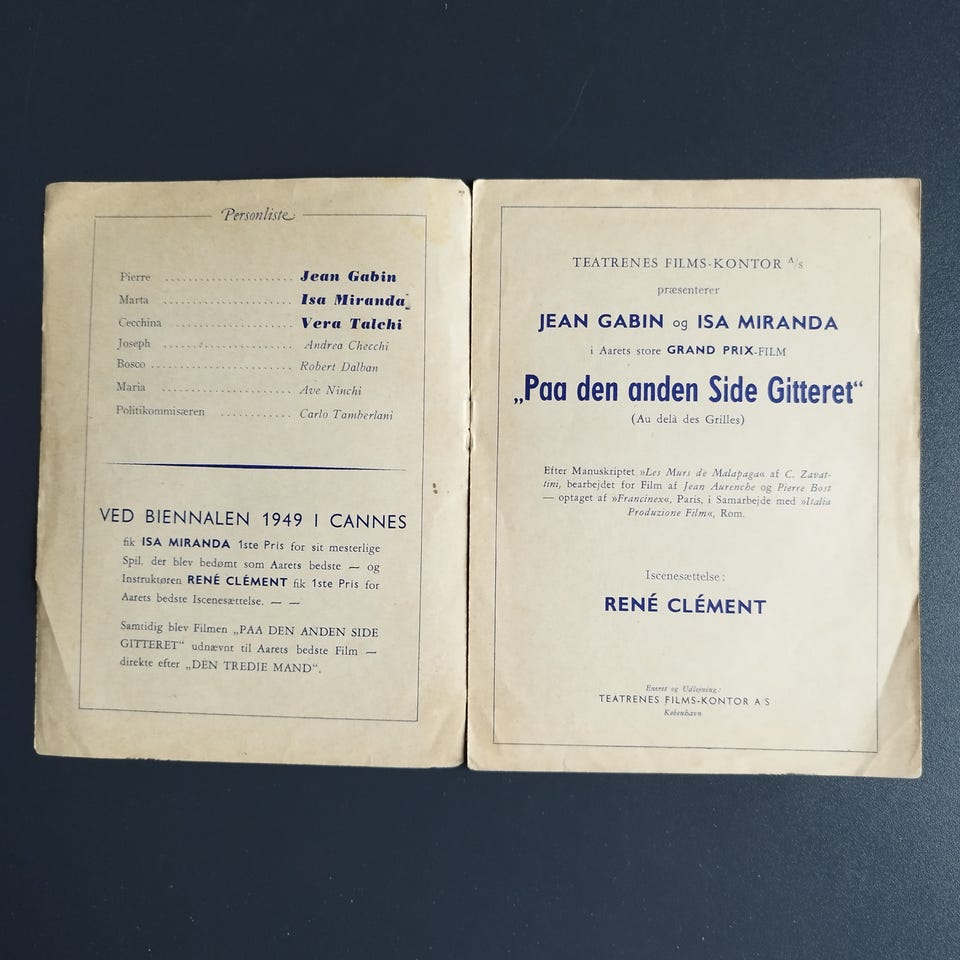 Personliste
Pierre ........................ Jean Gabin
Marta ........................ Isa Miranda
Cecchina ..................... Vera Talchi
Joseph ........................ Andrea Checchi
Bosco ......................... Robert Dalban
Maria ........................ Ave Ninchi
Politikommisæren ............ Carlo Tamberlani
VED BIENNALEN 1949 I CANNES
fik ISA MIRANDA 1ste Pris for sit mesterlige
Spil, der blev bedømt som Aarets bedste — og
Instruktøren RENÉ CLÉMENT fik 1ste Pris for
Aarets bedste Iscenesættelse. — —
Samtidig blev Filmen „PAA DEN ANDEN SIDE
GITTERET“ udnævnt til Aarets bedste Film —
direkte efter „DEN TREDIE MAND“.
TEATRENES FILMS-KONTOR A/s
præsenterer
JEAN GABIN og ISA MIRANDA
i Aarets store GRAND PRIX-FILM
„Paa den anden Side Gitteret“
(Au delà des Grilles)
Efter Manuskriptet »Les Murs de Malapaga« af C. Zavat-
tini, bearbejdet for Film af Jean Aurenche og Pierre Bost
— optaget af »Francinex«, Paris, i Samarbejde med »Italia
Produzione Film«, Rom.
Iscenesættelse:
RENÉ CLÉMENT
Eneret og Udlejning:
TEATRENES FILMS-KONTOR A/S
København